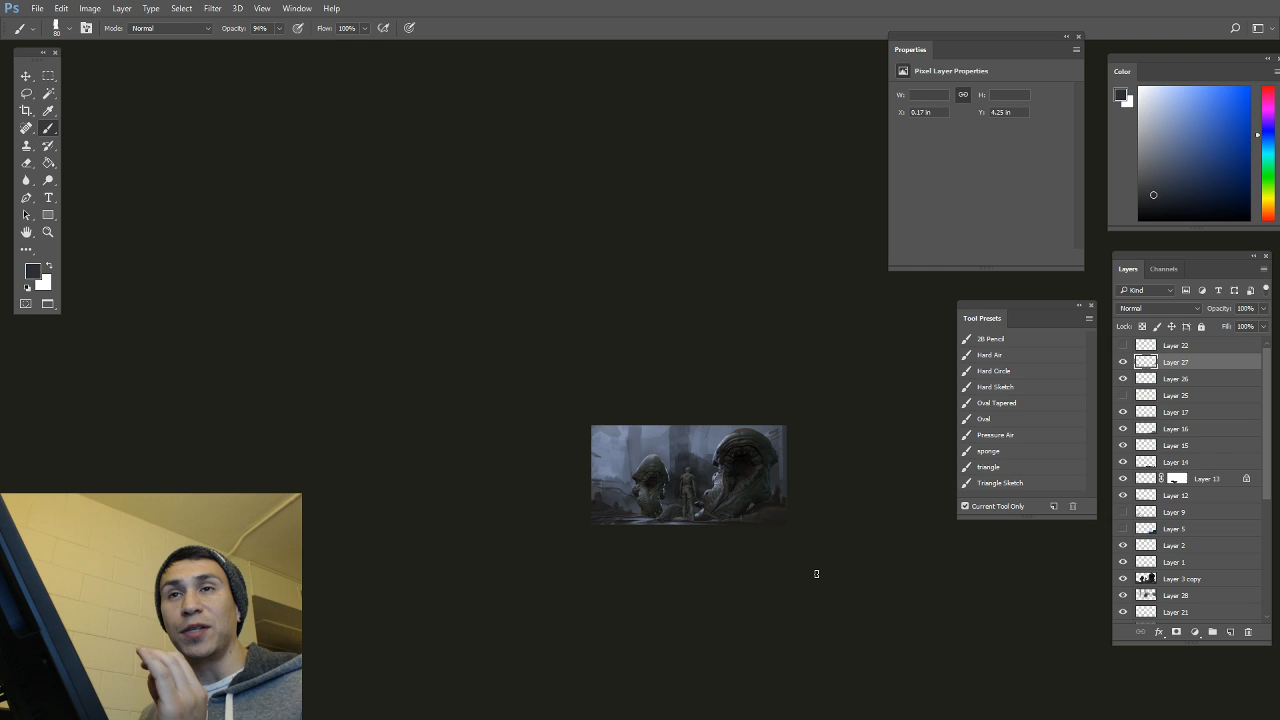 Ps File Edit Image Layer Type Select Filter 3D View Window Help
80 Mode: Normal Opacity: 94% Flow: 100%
Properties
Pixel Layer Properties
W: H:
X: 0.17 in Y: 4.25 in
Color
Tool Presets
2B Pencil
Hard Air
Hard Circle
Hard Sketch
Oval Tapered
Oval
Pressure Air
sponge
triangle
Triangle Sketch
Current Tool Only
Layers Channels
Kind
Normal Opacity: 100%
Lock: Fill: 100%
Layer 22
Layer 27
Layer 26
Layer 25
Layer 17
Layer 16
Layer 15
Layer 14
Layer 13
Layer 12
Layer 9
Layer 5
Layer 2
Layer 1
Layer 3 copy
Layer 28
Layer 21